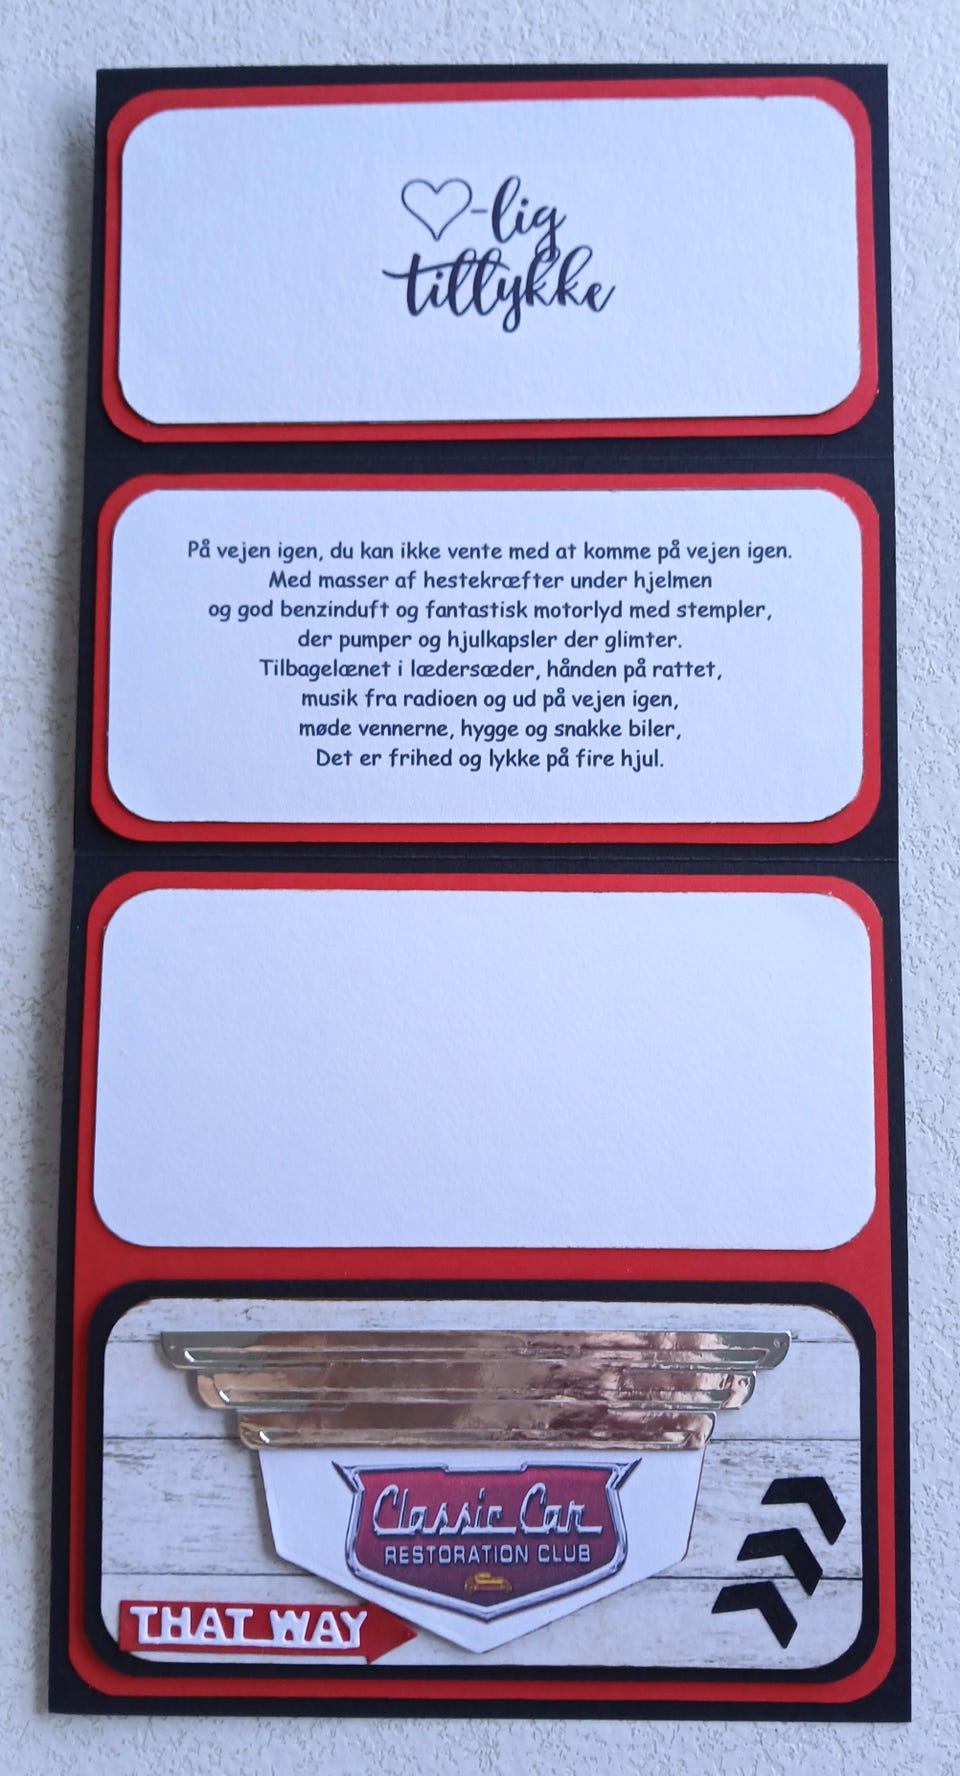 ♡-lig
tillykke
På vejen igen, du kan ikke vente med at komme på vejen igen.
Med masser af hestekræfter under hjelmen
og god benzinduft og fantastisk motorlyd med stempler,
der pumper og hjulkapsler der glimter.
Tilbagelænet i lædersæder, hånden på rattet,
musik fra radioen og ud på vejen igen,
møde vennerne, hygge og snakke biler,
Det er frihed og lykke på fire hjul.
Classic Car
RESTORATION CLUB
THAT WAY